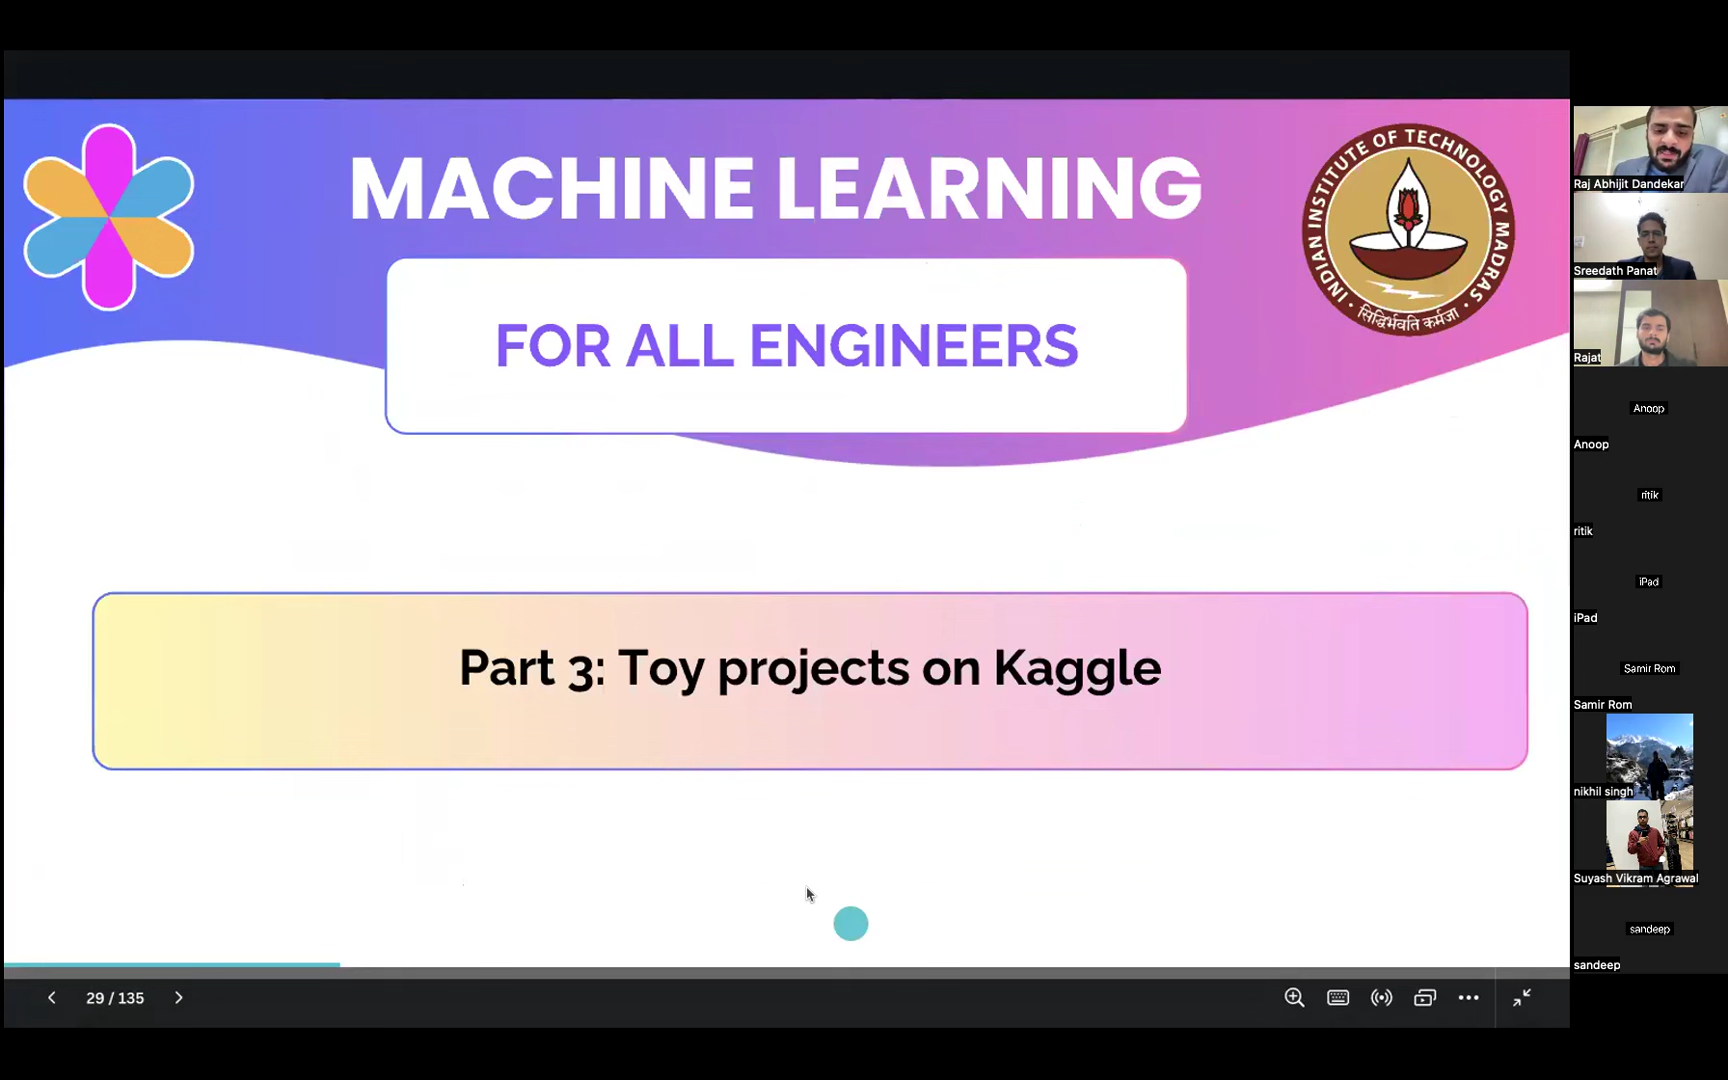 MACHINE LEARNING
FOR ALL ENGINEERS
INDIAN INSTITUTE OF TECHNOLOGY MADRAS
सिद्धिर्भवति कर्मजा
Part 3: Toy projects on Kaggle
29 / 135
Raj Abhijit Dandekar
Sreedath Panat
Rajat
Anoop
Anoop
ritik
ritik
iPad
iPad
Samir Rom
Samir Rom
nikhil singh
Suyash Vikram Agrawal
sandeep
sandeep